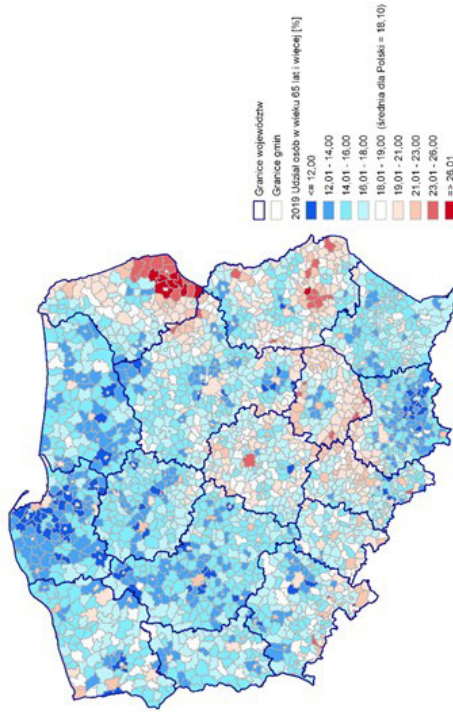 Granice województw
Granice gmin
2019 Udział osób w wieku 65 lat i więcej [%]
<= 12,00
12,01 - 14,00
14,01 - 16,00
16,01 - 18,00
18,01 - 19,00 (średnia dla Polski = 18,10)
19,01 - 21,00
21,01 - 23,00
23,01 - 26,00
=> 26,01